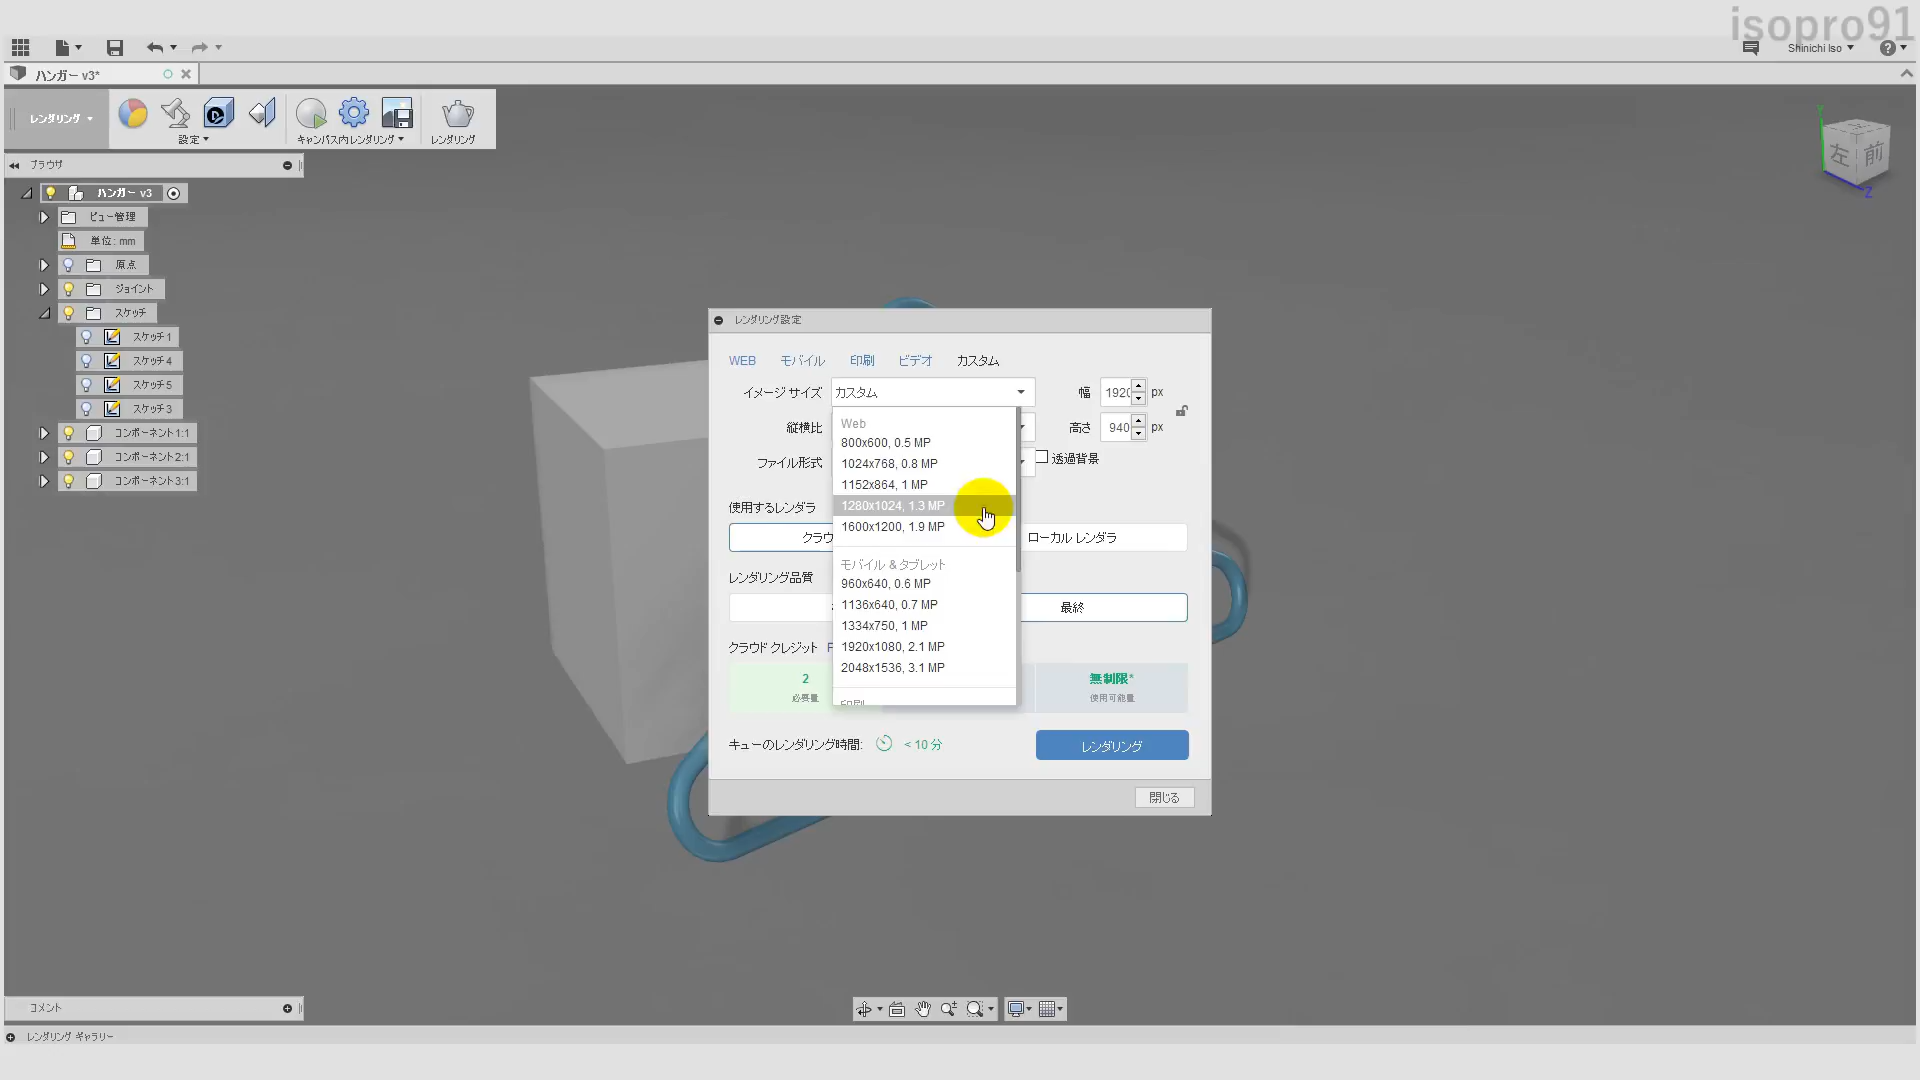 isopro91
Shinichi Iso
ハンガー v3*
レンダリング
設定
キャンバス内レンダリング
レンダリング
左
前
Y
Z
ブラウザ
ハンガー v3
ビュー管理
単位: mm
原点
ジョイント
スケッチ
スケッチ1
スケッチ4
スケッチ5
スケッチ3
コンポーネント1:1
コンポーネント2:1
コンポーネント3:1
レンダリング設定
WEB
モバイル
印刷
ビデオ
カスタム
イメージ サイズ
カスタム
幅
1920
px
縦横比
高さ
940
px
ファイル形式
透過背景
Web
800x600, 0.5 MP
1024x768, 0.8 MP
1152x864, 1 MP
1280x1024, 1.3 MP
1600x1200, 1.9 MP
モバイル & タブレット
960x640, 0.6 MP
1136x640, 0.7 MP
1334x750, 1 MP
1920x1080, 2.1 MP
2048x1536, 3.1 MP
印刷
使用するレンダラ
クラウ
ローカル レンダラ
レンダリング品質
最終
クラウド クレジット
2
必要量
無制限*
使用可能量
キューのレンダリング時間:
< 10 分
レンダリング
閉じる
コメント
レンダリング ギャラリー